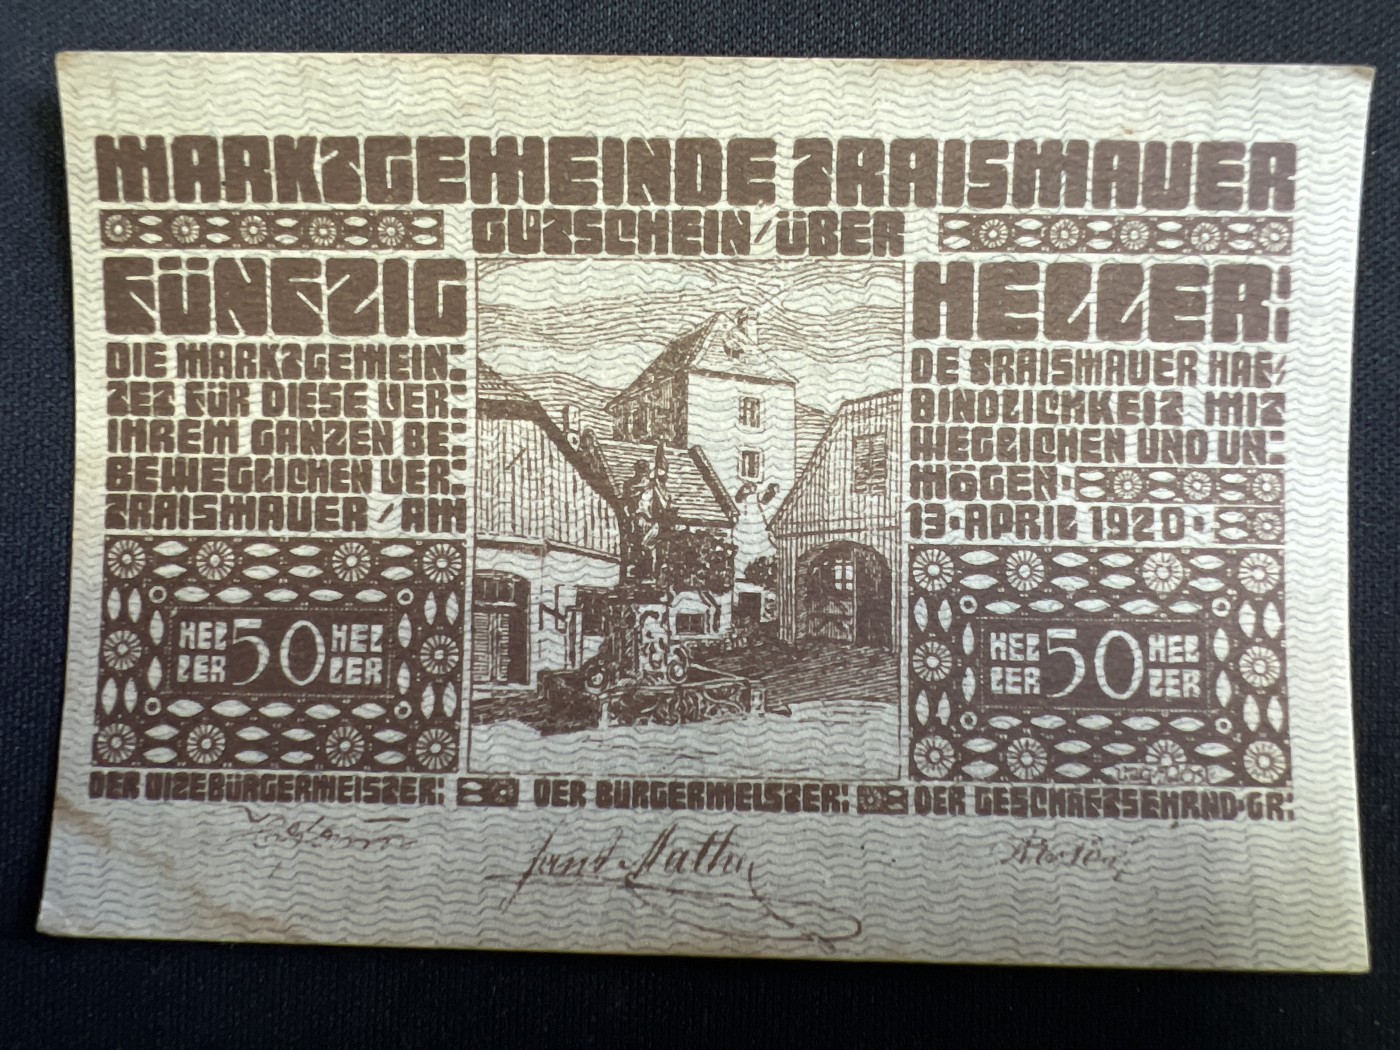 MARKTGEMEINDE TRAISMAUER
GUTSCHEIN / ÜBER
FÜNFZIG HELLER:
DIE MARKTGEMEIN: DE TRAISMAUER HAF/
TET FÜR DIESE VER: BINDLICHKEIT MIT
IHREM GANZEN BE: WEGLICHEN UND UN:
BEWEGLICHEN VER: MÖGEN ·
TRAISMAUER / AM 13 · APRIL 1920 ·
HEL 50 HEL HEL 50 HEL
LER LER LER LER
DER VIZEBÜRGERMEISTER: DER BÜRGERMEISTER: DER GESCHAEFTSFHRND·GR: